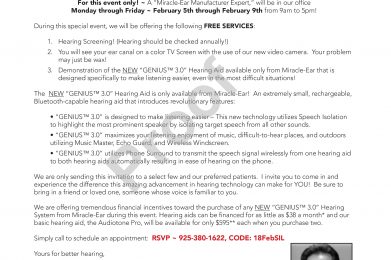 For this event only! ~ A "Miracle-Ear Manufacturer Expert," will be in our office
Monday through Friday ~ February 5th through February 9th from 9am to 5pm!
During this special event, we will be offering the following FREE SERVICES:
1. Hearing Screening! (Hearing should be checked annually!)
2. You will see your ear canal on a color TV Screen with the use of our new video camera. Your problem
may just be wax!
3. Demonstration of the NEW "GENIUS™ 3.0" Hearing Aid available only from Miracle-Ear that is
designed specifically to make listening easier, even in the most difficult situations!
The NEW "GENIUS™ 3.0" Hearing Aid is only available from Miracle-Ear! An extremely small, rechargeable,
Bluetooth-capable hearing aid that introduces revolutionary features:
• "GENIUS™ 3.0" is designed to make listening easier – This new technology utilizes Speech Isolation
to highlight the most prominent speaker by isolating target speech from all other sounds.
• "GENIUS™ 3.0" maximizes your enjoyment of music, difficult-to-hear places, and outdoors
utilizing Music Master, Echo Guard, and Wireless Windscreen.
• "GENIUS™ 3.0" utilizes Phone Surround to transmit the speech signal wirelessly from one hearing aid
to both hearing aids automatically resulting in ease of hearing on the phone.
We are only sending this invitation to a select few and our preferred patients. I invite you to come in and
experience the difference this amazing advancement in hearing technology can make for YOU! Be sure to
bring in a friend or loved one, someone whose voice is familiar to you.
We are offering tremendous financial incentives toward the purchase of any NEW "GENIUS™ 3.0" Hearing
System from Miracle-Ear during this event. Hearing aids can be financed for as little as $38 a month* and our
basic hearing aid, the Audiotone Pro, will be available for only $595** each when you purchase two.
Simply call to schedule an appointment: RSVP ~ 925-380-1622, CODE: 18FebSIL
Yours for better hearing,
Proof